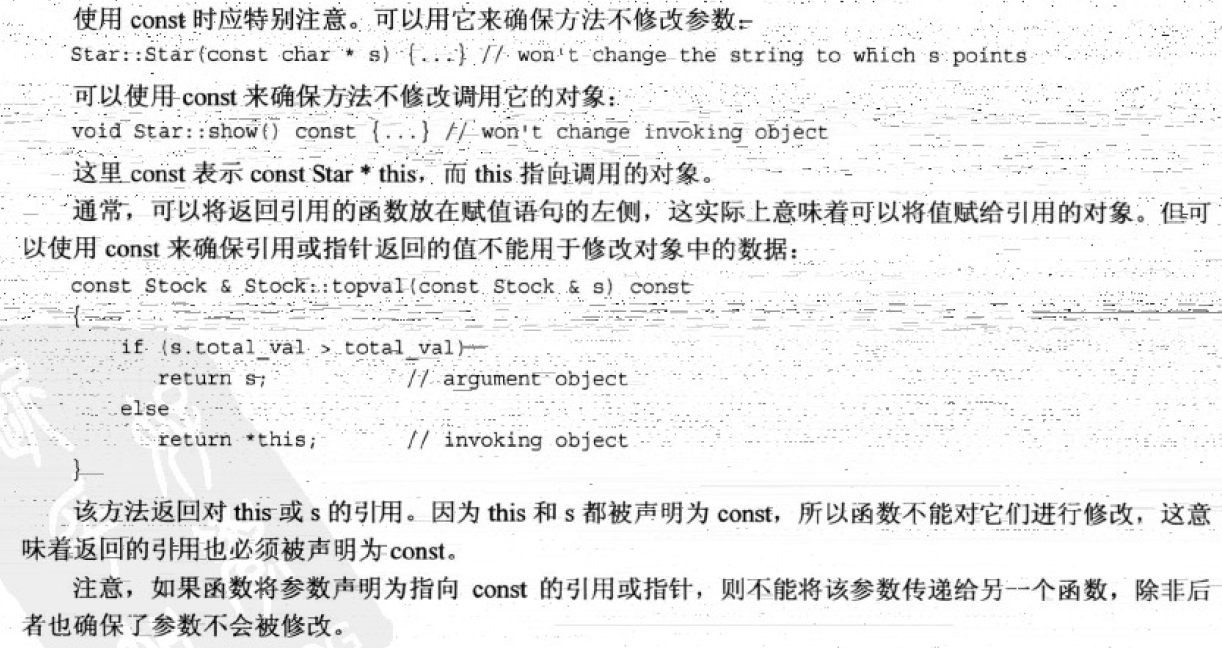 使用 const 时应特别注意。可以用它来确保方法不修改参数:
Star::Star(const char * s) {...} // won't change the string to which s points
可以使用 const 来确保方法不修改调用它的对象:
void Star::show() const {...} // won't change invoking object
这里 const 表示 const Star * this，而 this 指向调用的对象。
通常，可以将返回引用的函数放在赋值语句的左侧，这实际上意味着可以将值赋给引用的对象。但可
以使用 const 来确保引用或指针返回的值不能用于修改对象中的数据:
const Stock & Stock::topval(const Stock & s) const
{
if (s.total_val > total_val)
return s; // argument object
else
return *this; // invoking object
}
该方法返回对 this 或 s 的引用。因为 this 和 s 都被声明为 const，所以函数不能对它们进行修改，这意
味着返回的引用也必须被声明为 const。
注意，如果函数将参数声明为指向 const 的引用或指针，则不能将该参数传递给另一个函数，除非后
者也确保了参数不会被修改。